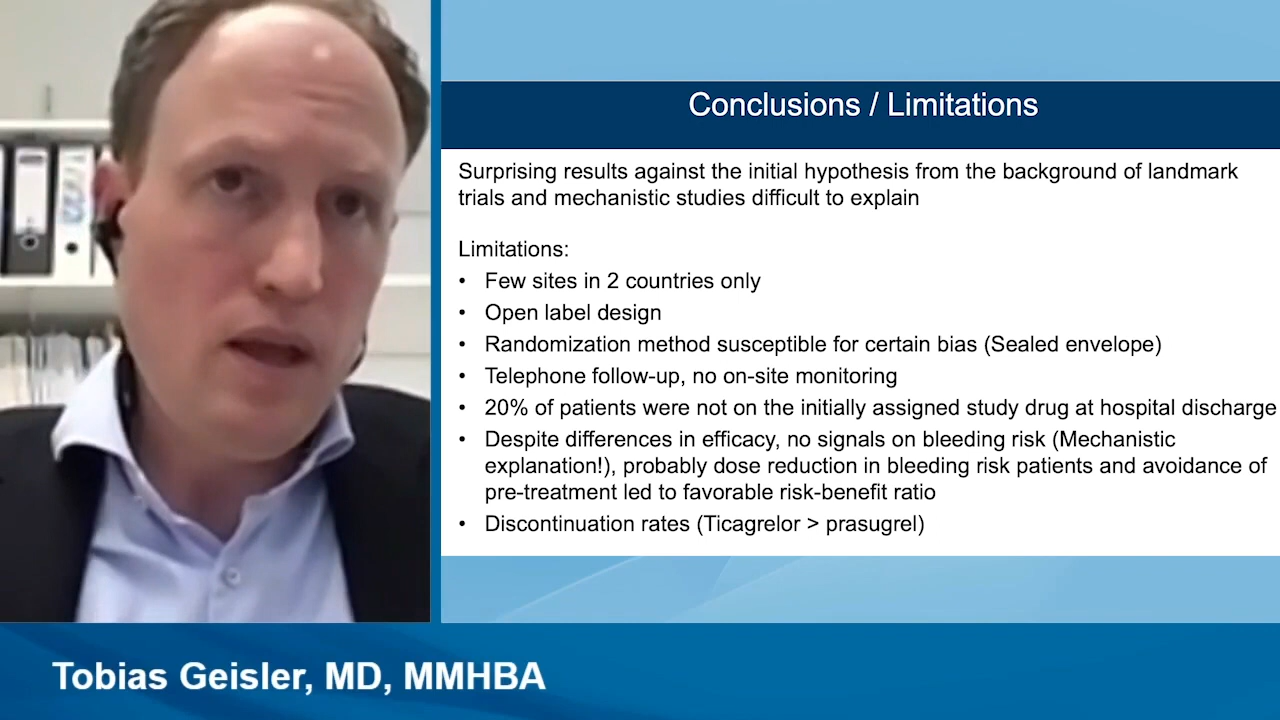 Conclusions / Limitations
Surprising results against the initial hypothesis from the background of landmark
trials and mechanistic studies difficult to explain
Limitations:
• Few sites in 2 countries only
• Open label design
• Randomization method susceptible for certain bias (Sealed envelope)
• Telephone follow-up, no on-site monitoring
• 20% of patients were not on the initially assigned study drug at hospital discharge
• Despite differences in efficacy, no signals on bleeding risk (Mechanistic
explanation!), probably dose reduction in bleeding risk patients and avoidance of
pre-treatment led to favorable risk-benefit ratio
• Discontinuation rates (Ticagrelor > prasugrel)
Tobias Geisler, MD, MMHBA